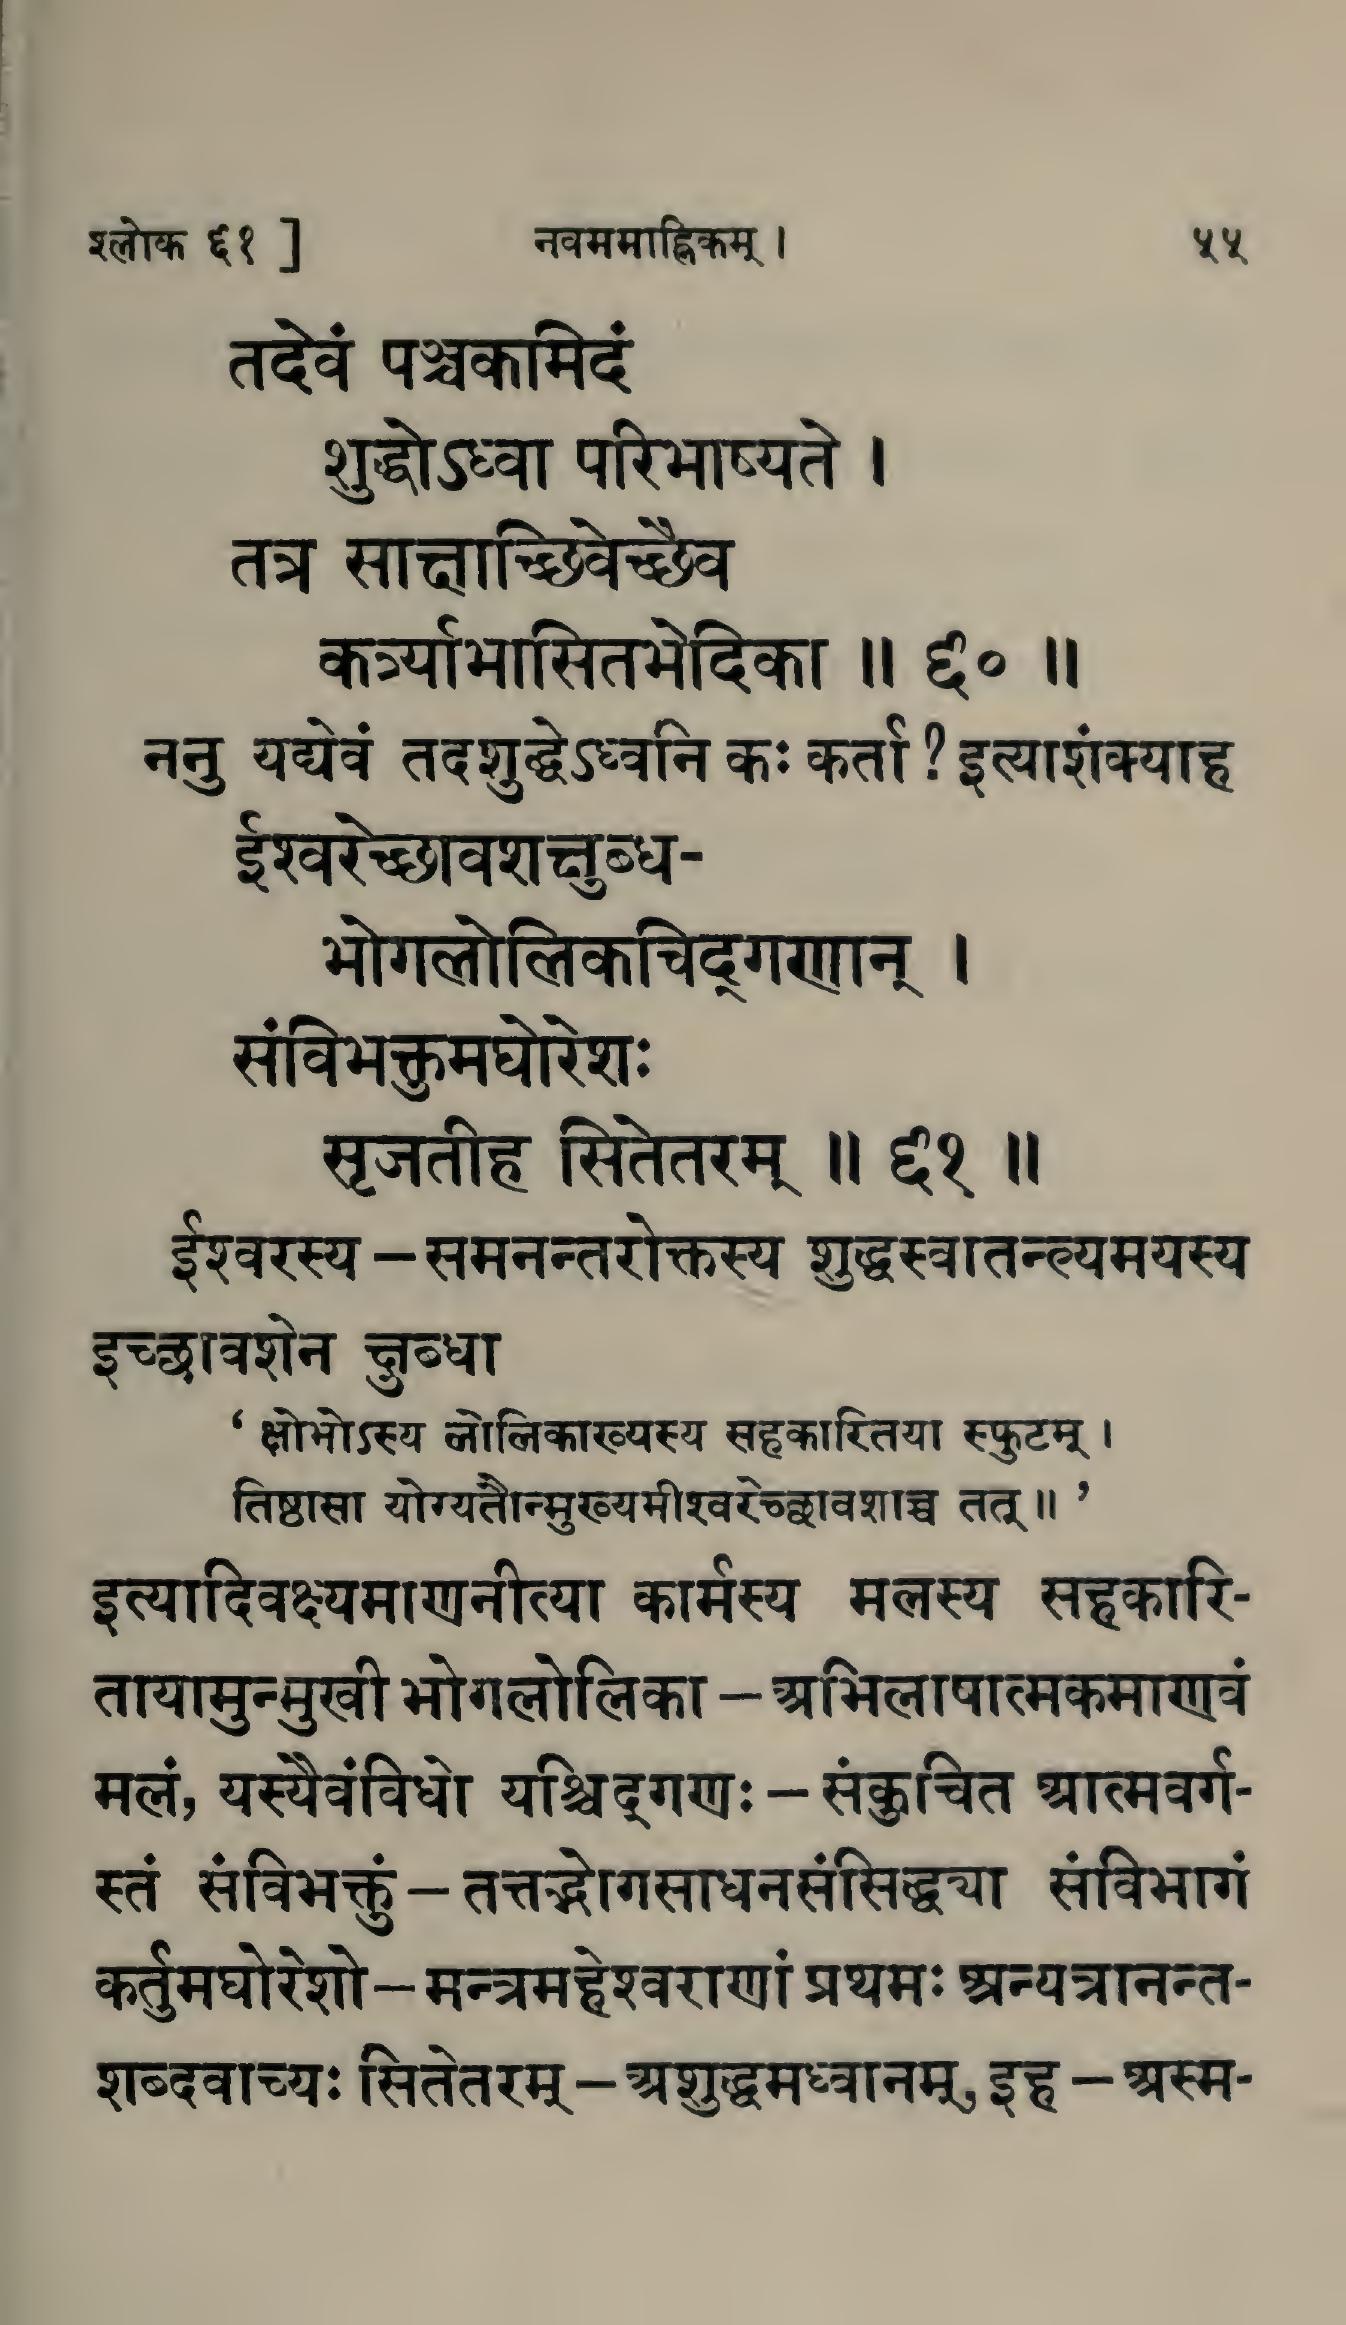 श्लोक ६१ ] नवममाह्निकम् । ५५
तदेवं पञ्चकमिदं
शुद्धोऽध्वा परिभाष्यते ।
तत्र साक्षाच्छिवेच्छैव
कर्त्र्याभासितभेदिका ॥ ६० ॥
ननु यद्येवं तदशुद्धेऽध्वनि कः कर्ता ? इत्याशंक्याह
ईश्वरेच्छावशक्षुब्ध-
भोगलोलिकचिद्गणान् ।
संविभक्तुमघोरेशः
सृजतीह सितेतरम् ॥ ६१ ॥
ईश्वरस्य – समनन्तरोक्तस्य शुद्धस्वातन्त्र्यमयस्य
इच्छावशेन क्षुब्धा
‘ क्षोभोऽस्य लोलिकाख्यस्य सहकारितया स्फुटम् ।
तिष्ठासा योग्यतौन्मुख्यमीश्वरेच्छावशाच्च तत् ॥ ’
इत्यादिवक्ष्यमाणनीत्या कार्मस्य मलस्य सहकारि-
तायामुन्मुखी भोगलोलिका – अभिलाषात्मकमाणवं
मलं, यस्यैवंविधो यश्चिद्गणः – संकुचित आत्मवर्ग-
स्तं संविभक्तुं – तत्तद्भोगसाधनसंसिद्ध्या संविभागं
कर्तुमघोरेशो – मन्त्रमहेश्वराणां प्रथमः अन्यत्रानन्त-
शब्दवाच्यः सितेतरम् – अशुद्धमध्वानम्, इह – अस्म-